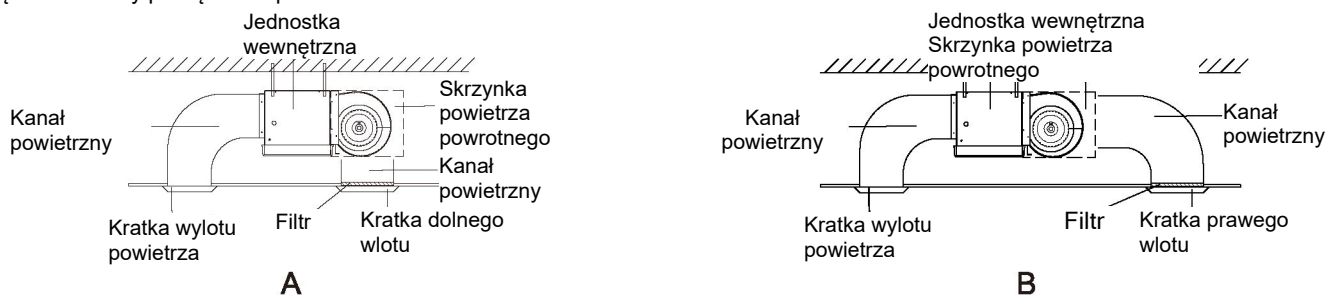 Jednostka
wewnętrzna
Kanał
powietrzny
Skrzynka
powietrza
powrotnego
Kanał
powietrzny
Kratka wylotu
powietrza
Filtr
Kratka dolnego
wlotu
A
Jednostka wewnętrzna
Skrzynka powietrza
powrotnego
Kanał
powietrzny
Kanał
powietrzny
Kratka wylotu
powietrza
Filtr
Kratka prawego
wlotu
B